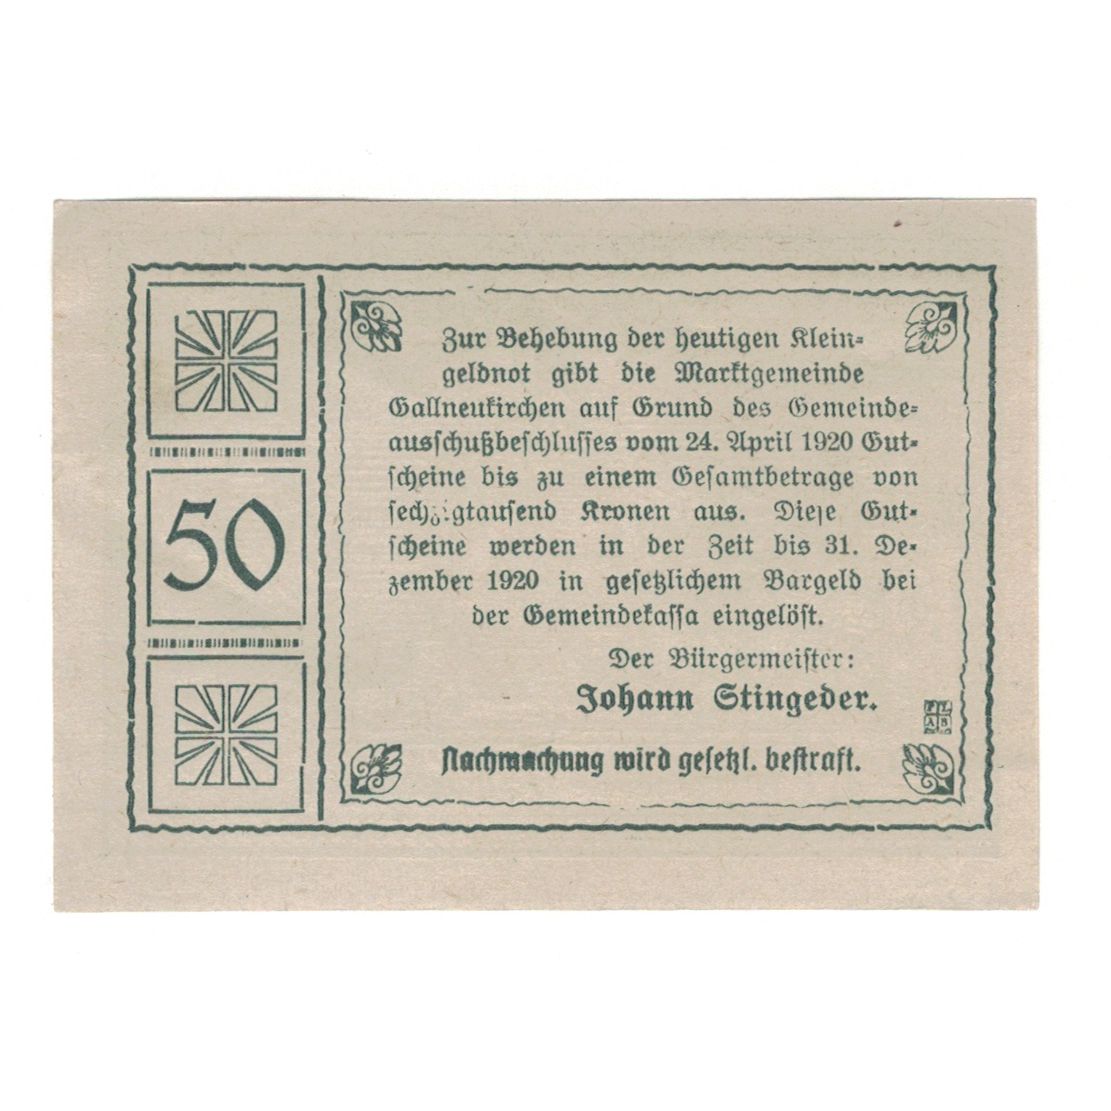 Zur Behebung der heutigen Klein-
geldnot gibt die Marktgemeinde
Gallneukirchen auf Grund des Gemeinde-
ausschußbeschlusses vom 24. April 1920 Gut-
scheine bis zu einem Gesamtbetrage von
sechzigtausend Kronen aus. Diese Gut-
scheine werden in der Zeit bis 31. De-
zember 1920 in gesetzlichem Bargeld bei
der Gemeindekassa eingelöst.
50
Der Bürgermeister:
Johann Stingeder.
Nachmachung wird gesetzl. bestraft.